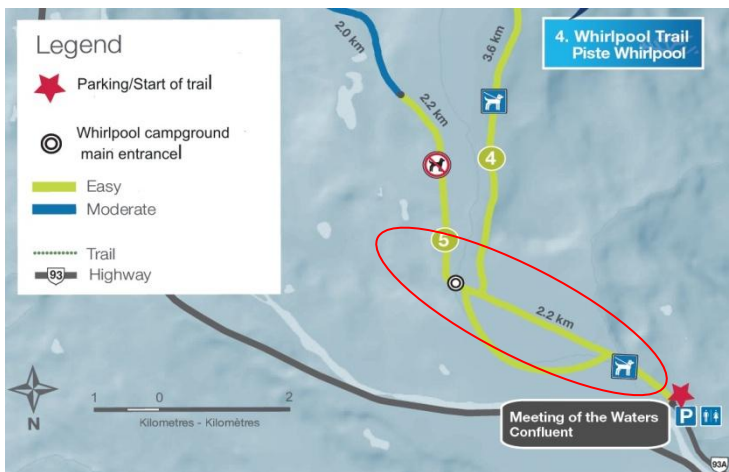 Legend
Parking/Start of trail
Whirlpool campground
main entrancel
Easy
Moderate
Trail
93 Highway
4. Whirlpool Trail
Piste Whirlpool
2.0 km
3.6 km
2.2 km
4
5
2.2 km
N
1 0 2
Kilometres - Kilomètres
Meeting of the Waters
Confluent
P
93A